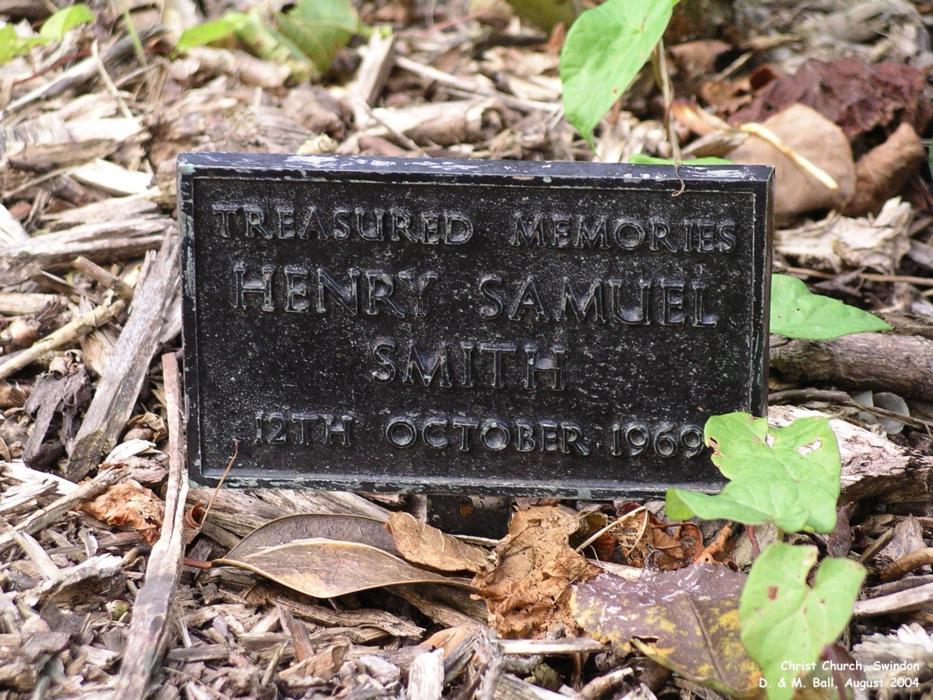 TREASURED MEMORIES
HENRY SAMUEL
SMITH
12TH OCTOBER 1969
Christ Church, Swindon
D. & M. Ball, August 2004